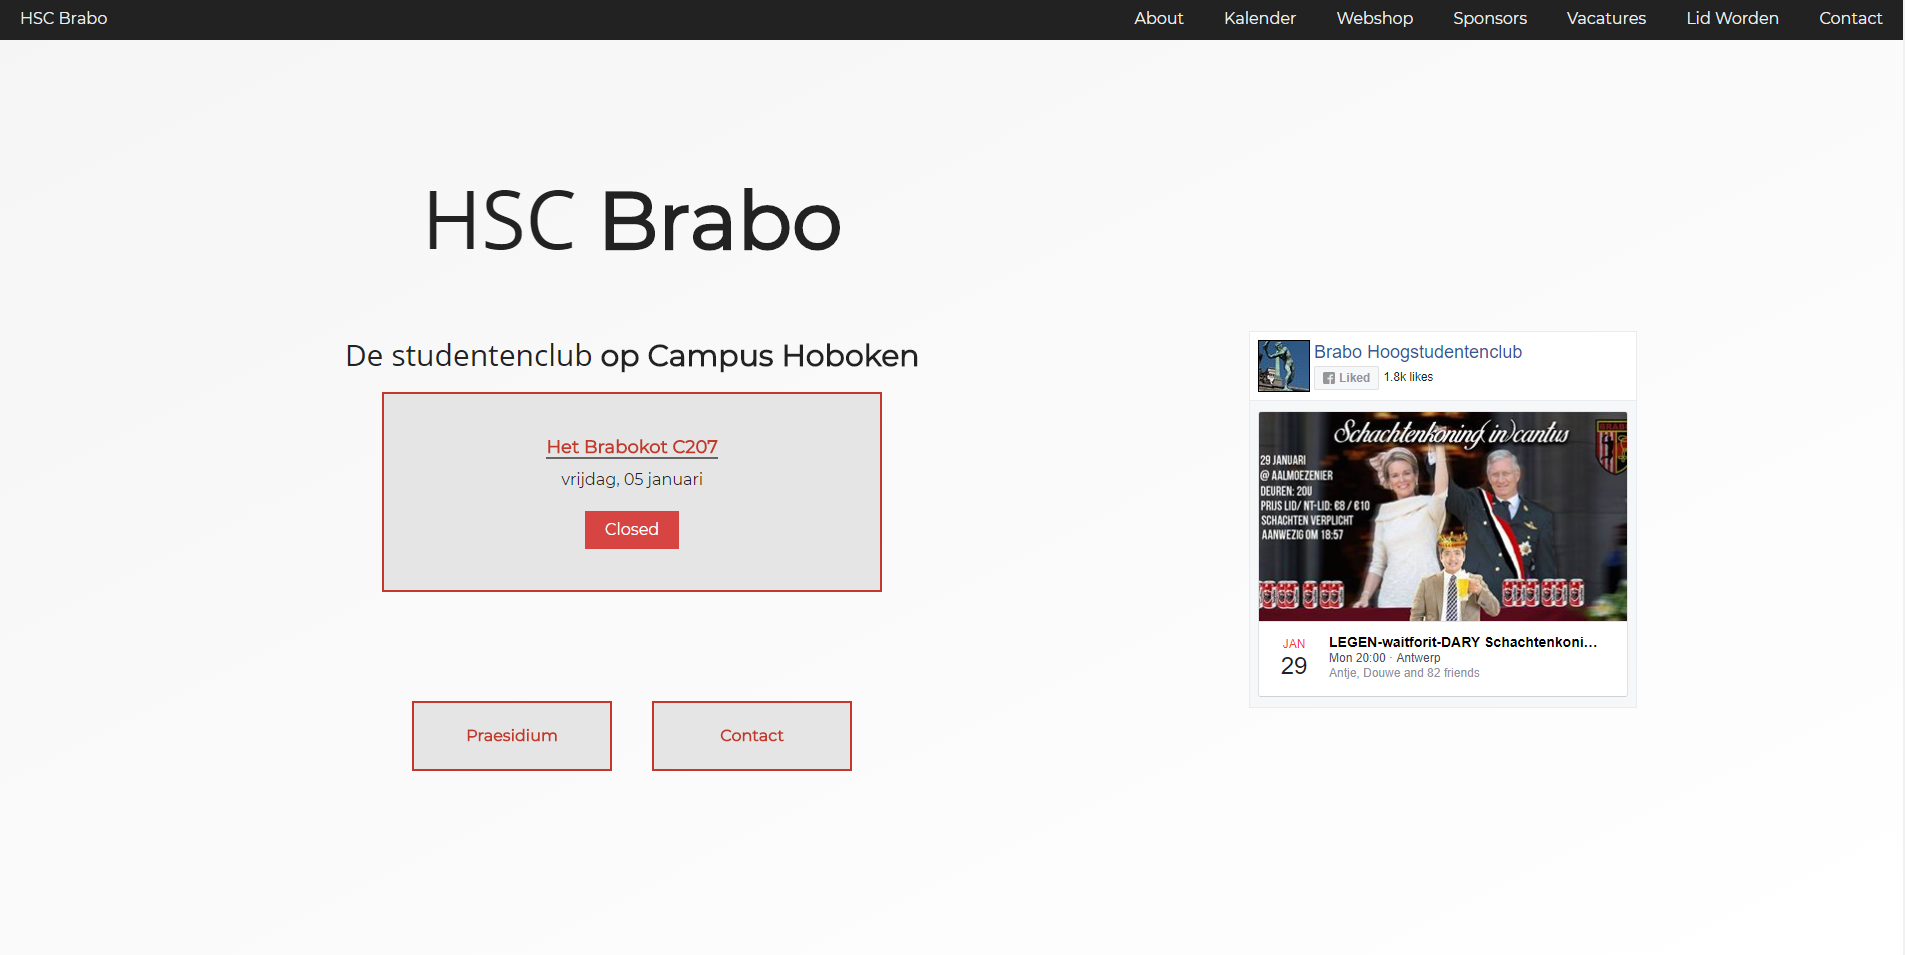 HSC Brabo
About Kalender Webshop Sponsors Vacatures Lid Worden Contact
HSC Brabo
De studentenclub op Campus Hoboken
Het Brabokot C207
vrijdag, 05 januari
Closed
Praesidium Contact
Brabo Hoogstudentenclub
Liked 1.8k likes
Schachtenkoning(in)cantus
BRABO
29 JANUARI
@ AALMOEZENIER
DEUREN: 20U
PRIJS LID/ NT-LID: €8 / €10
SCHACHTEN VERPLICHT
AANWEZIG OM 18:57
JAN
29
LEGEN-waitforit-DARY Schachtenkoni...
Mon 20:00 · Antwerp
Antje, Douwe and 82 friends